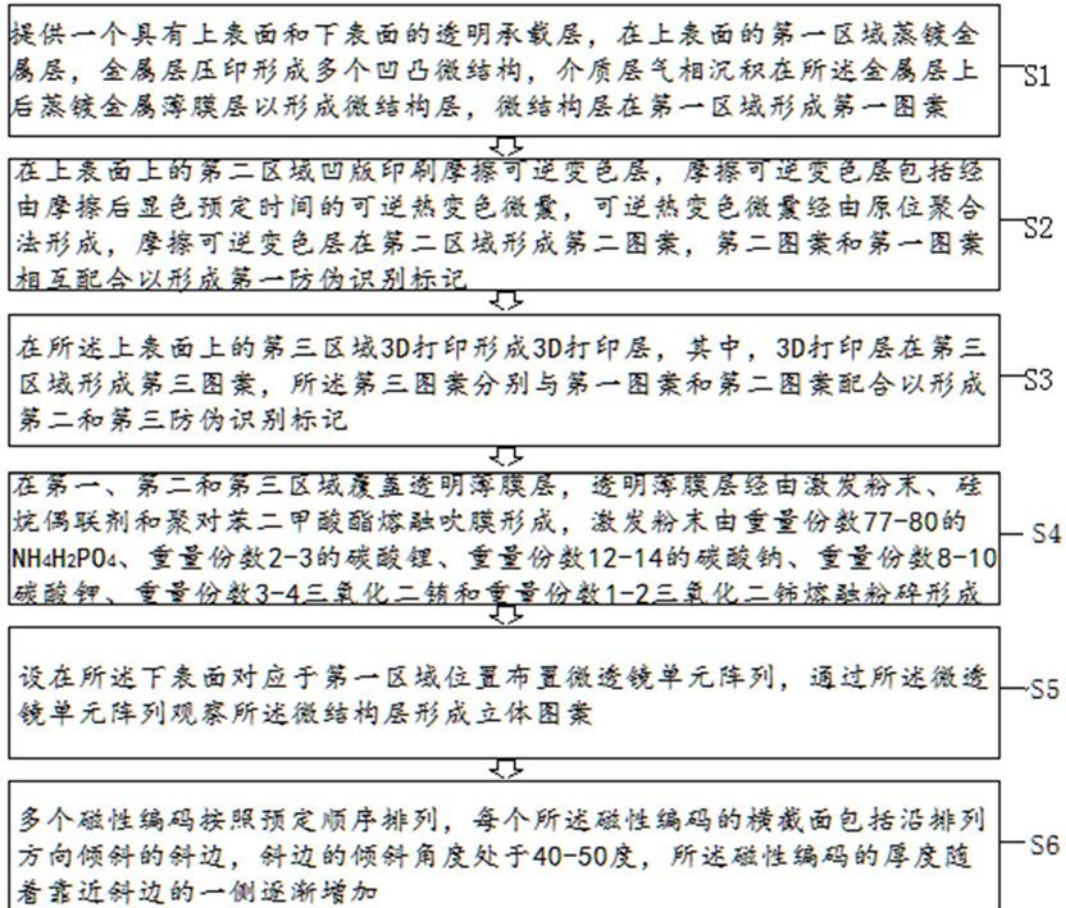 提供一个具有上表面和下表面的透明承载层，在上表面的第一区域蒸镀金
属层，金属层压印形成多个凹凸微结构，介质层气相沉积在所述金属层上
后蒸镀金属薄膜层以形成微结构层，微结构层在第一区域形成第一图案
S1
在上表面上的第二区域凹版印刷摩擦可逆变色层，摩擦可逆变色层包括经
由摩擦后显色预定时间的可逆热变色微囊，可逆热变色微囊经由原位聚合
法形成，摩擦可逆变色层在第二区域形成第二图案，第二图案和第一图案
相互配合以形成第一防伪识别标记
S2
在所述上表面上的第三区域3D打印形成3D打印层，其中，3D打印层在第三
区域形成第三图案，所述第三图案分别与第一图案和第二图案配合以形成
第二和第三防伪识别标记
S3
在第一、第二和第三区域覆盖透明薄膜层，透明薄膜层经由激发粉末、硅
烷偶联剂和聚对苯二甲酸酯熔融吹膜形成，激发粉末由重量份数77-80的
NH4H2PO4、重量份数2-3的碳酸锂、重量份数12-14的碳酸钠、重量份数8-10
碳酸钾、重量份数3-4三氧化二铕和重量份数1-2三氧化二铈熔融粉碎形成
S4
设在所述下表面对应于第一区域位置布置微透镜单元阵列，通过所述微透
镜单元阵列观察所述微结构层形成立体图案
S5
多个磁性编码按照预定顺序排列，每个所述磁性编码的横截面包括沿排列
方向倾斜的斜边，斜边的倾斜角度处于40-50度，所述磁性编码的厚度随
着靠近斜边的一侧逐渐增加
S6